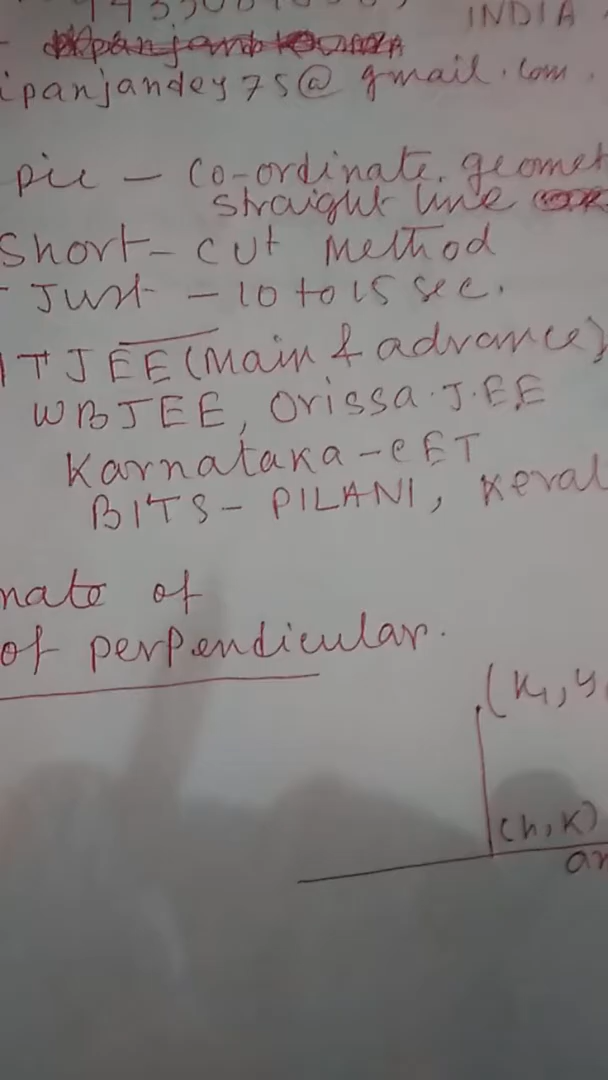 INDIA
ipanjandey75@gmail.com.
pic - co-ordinate. geomet
straight line
Short-cut Method
- Just - 10 to 15 sec.
IT JEE (Main & advance)
WBJEE, Orissa J.EE
Karnataka-CET
BITS - PILANI, Keral
nate of
of perpendicular.
(x₁, y
(h, K)